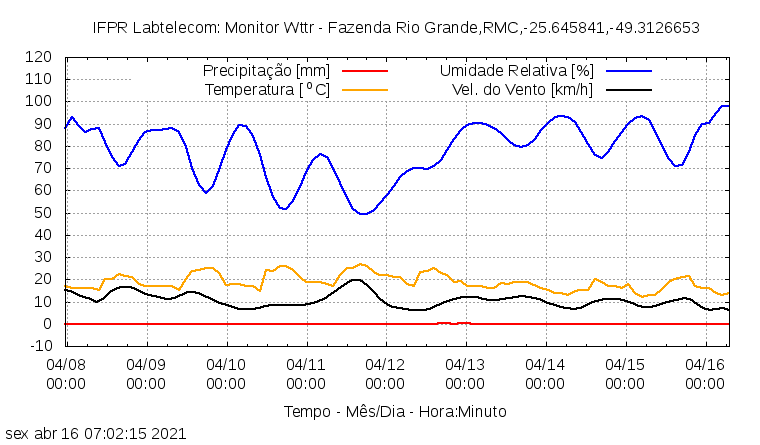 IFPR Labtelecom: Monitor Wttr - Fazenda Rio Grande,RMC,-25.645841,-49.3126653
Precipitação [mm]
Temperatura [ ⁰C]
Umidade Relativa [%]
Vel. do Vento [km/h]
120
110
100
90
80
70
60
50
40
30
20
10
0
-10
04/08 04/09 04/10 04/11 04/12 04/13 04/14 04/15 04/16
00:00 00:00 00:00 00:00 00:00 00:00 00:00 00:00 00:00
Tempo - Mês/Dia - Hora:Minuto
sex abr 16 07:02:15 2021